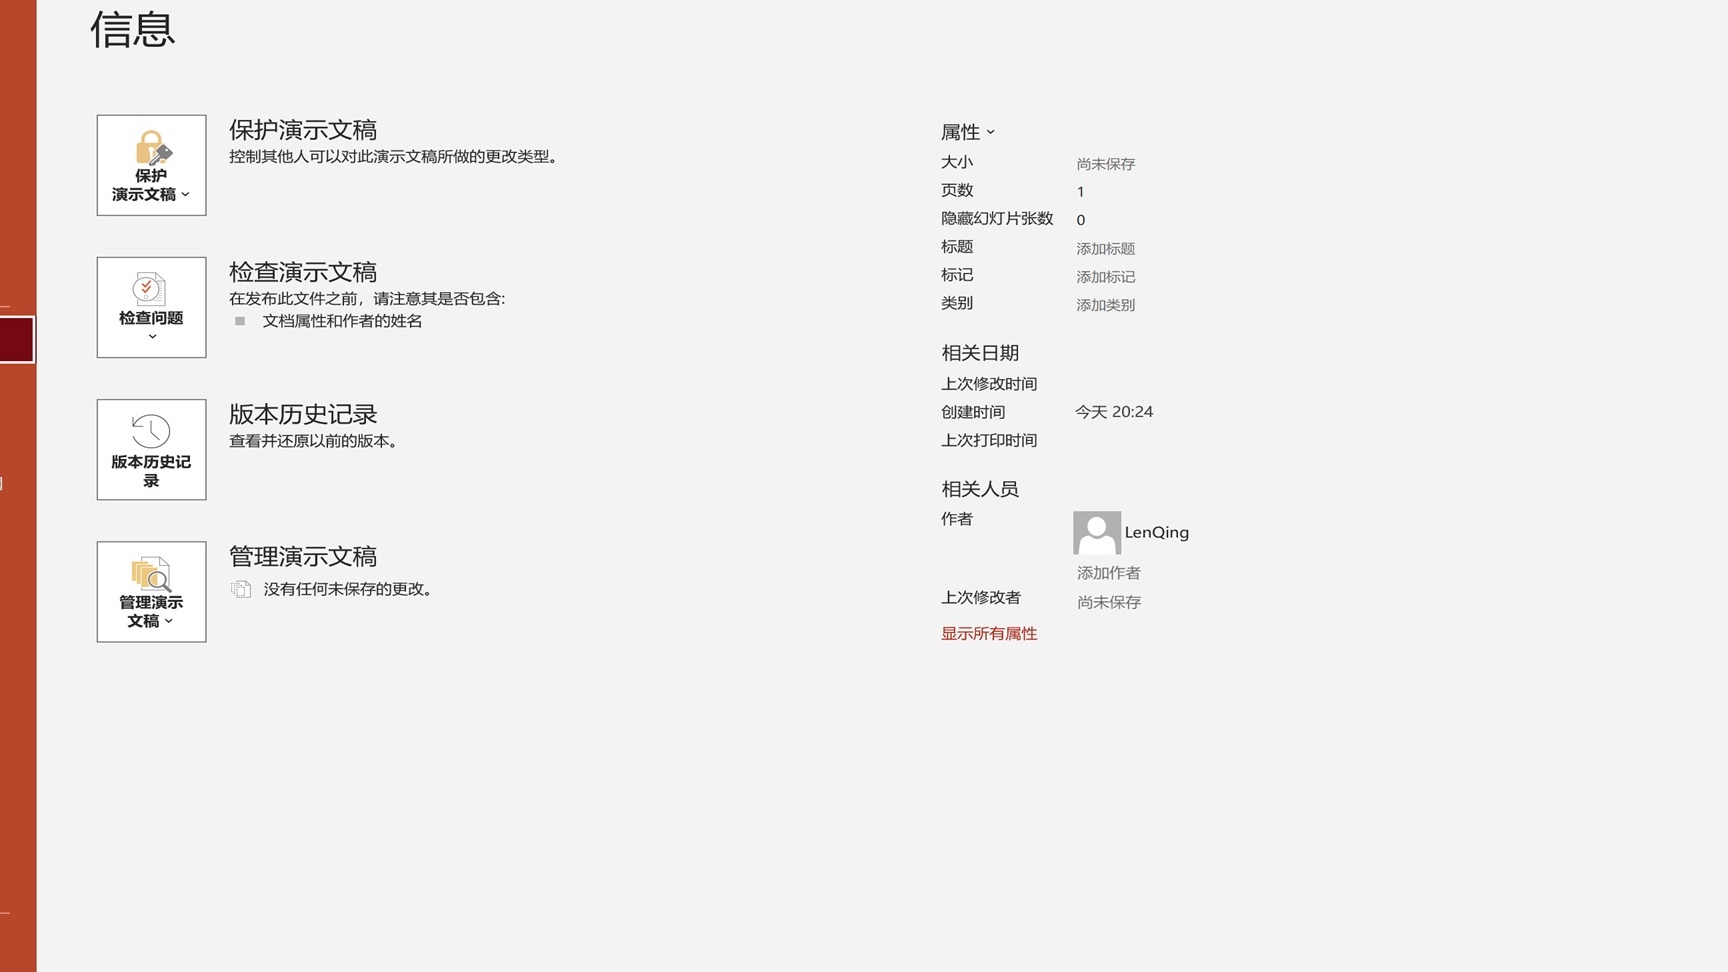 信息
保护
演示文稿
保护演示文稿
控制其他人可以对此演示文稿所做的更改类型。
检查问题
检查演示文稿
在发布此文件之前，请注意其是否包含:
文档属性和作者的姓名
版本历史记
录
版本历史记录
查看并还原以前的版本。
管理演示
文稿
管理演示文稿
没有任何未保存的更改。
属性
大小 尚未保存
页数 1
隐藏幻灯片张数 0
标题 添加标题
标记 添加标记
类别 添加类别
相关日期
上次修改时间
创建时间 今天 20:24
上次打印时间
相关人员
作者 LenQing
添加作者
上次修改者 尚未保存
显示所有属性